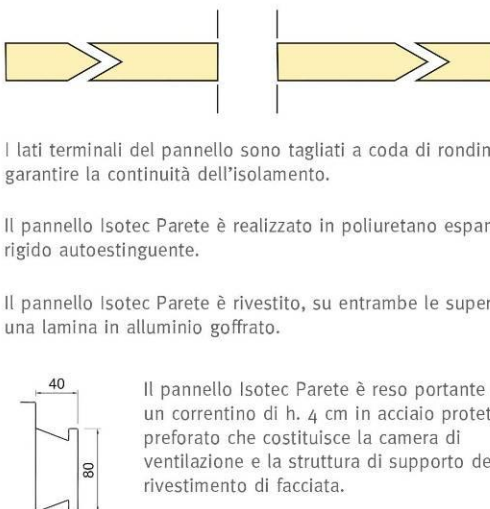 I lati terminali del pannello sono tagliati a coda di rondin
garantire la continuità dell'isolamento.
Il pannello Isotec Parete è realizzato in poliuretano espan
rigido autoestinguente.
Il pannello Isotec Parete è rivestito, su entrambe le super
una lamina in alluminio goffrato.
40
80
Il pannello Isotec Parete è reso portante
un correntino di h. 4 cm in acciaio protet
preforato che costituisce la camera di
ventilazione e la struttura di supporto de
rivestimento di facciata.